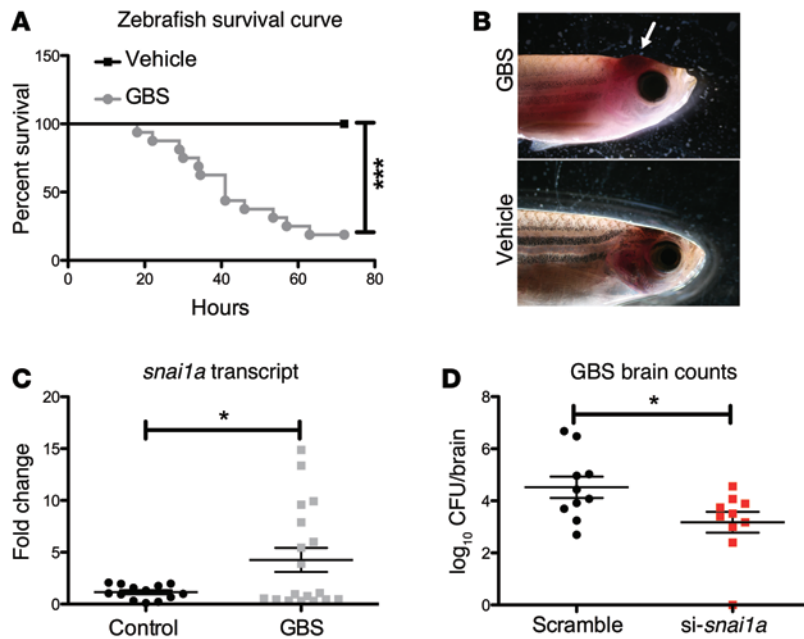 A
Zebrafish survival curve
Vehicle
GBS
Percent survival
150
100
50
0
***
0 20 40 60 80
Hours
B
GBS
Vehicle
C
snai1a transcript
Fold change
20
15
10
5
0
*
Control GBS
D
GBS brain counts
log10 CFU/brain
8
6
4
2
0
*
Scramble si-snai1a